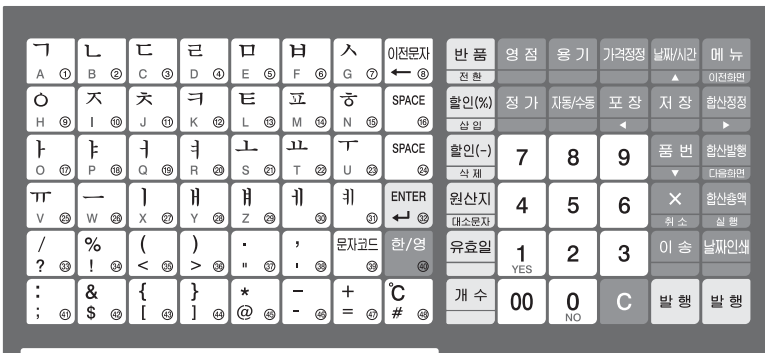 ㄱ ㄴ ㄷ ㄹ ㅁ ㅂ ㅅ 이전문자
A ① B ② C ③ D ④ E ⑤ F ⑥ G ⑦ ← ⑧
ㅇ ㅈ ㅊ ㅋ ㅌ ㅍ ㅎ SPACE
H ⑨ I ⑩ J ⑪ K ⑫ L ⑬ M ⑭ N ⑮ ⑯
ㅏ ㅑ ㅓ ㅕ ㅗ ㅛ ㅜ SPACE
O ⑰ P ⑱ Q ⑲ R ⑳ S ㉑ T ㉒ U ㉓ ㉔
ㅠ ㅡ ㅣ ㅐ ㅒ ㅔ ㅖ ENTER
V ㉕ W ㉖ X ㉗ Y ㉘ Z ㉙ ㉚ ㉛ ↵ ㉜
/ % ( ) . , 문자코드 한/영
? ㉝ ! ㉞ < ㉟ > ㊱ " ㊲ ' ㊳ ㊴ ㊵
: & { } * – + ℃
; ㊶ $ ㊷ [ ㊸ ] ㊹ @ ㊺ - ㊻ = ㊼ # ㊽
반 품 영 점 용 기 가격정정 날짜/시간 메 뉴
전 환 ▲ 이전화면
할인(%) 정 가 자동/수동 포 장 저 장 합산정정
삽 입 ◀ ▶
할인(-) 7 8 9 품 번 합산발행
삭 제 ▼ 다음화면
원산지 4 5 6 × 합산총액
대소문자 취 소 실 행
유효일 1 2 3 이 송 날짜인쇄
YES
개 수 00 0 C 발 행 발 행
NO